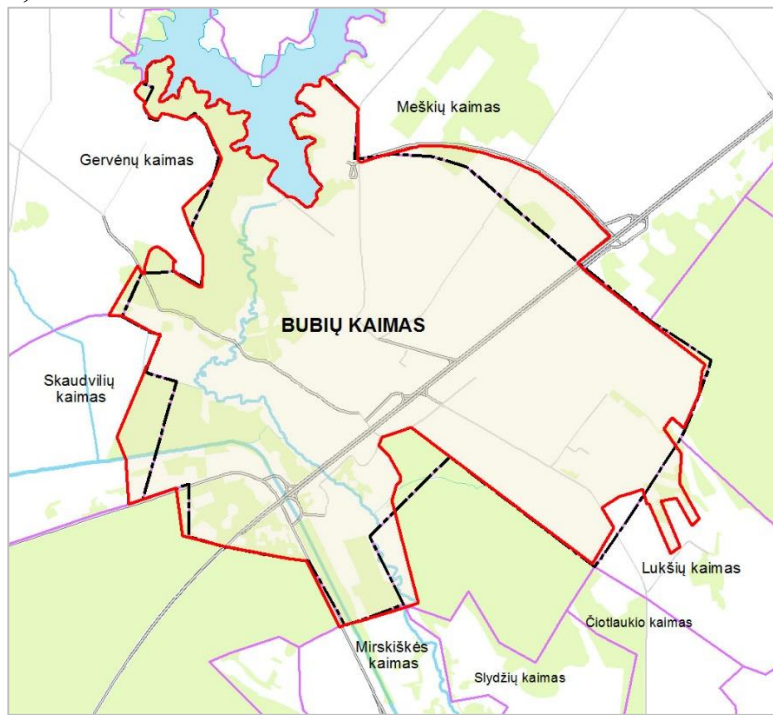 Meškių kaimas
Gervėnų kaimas
BUBIŲ KAIMAS
Skaudvilių
kaimas
Lukšių kaimas
Čiotlaukio kaimas
Mirskiškės
kaimas
Slydžių kaimas